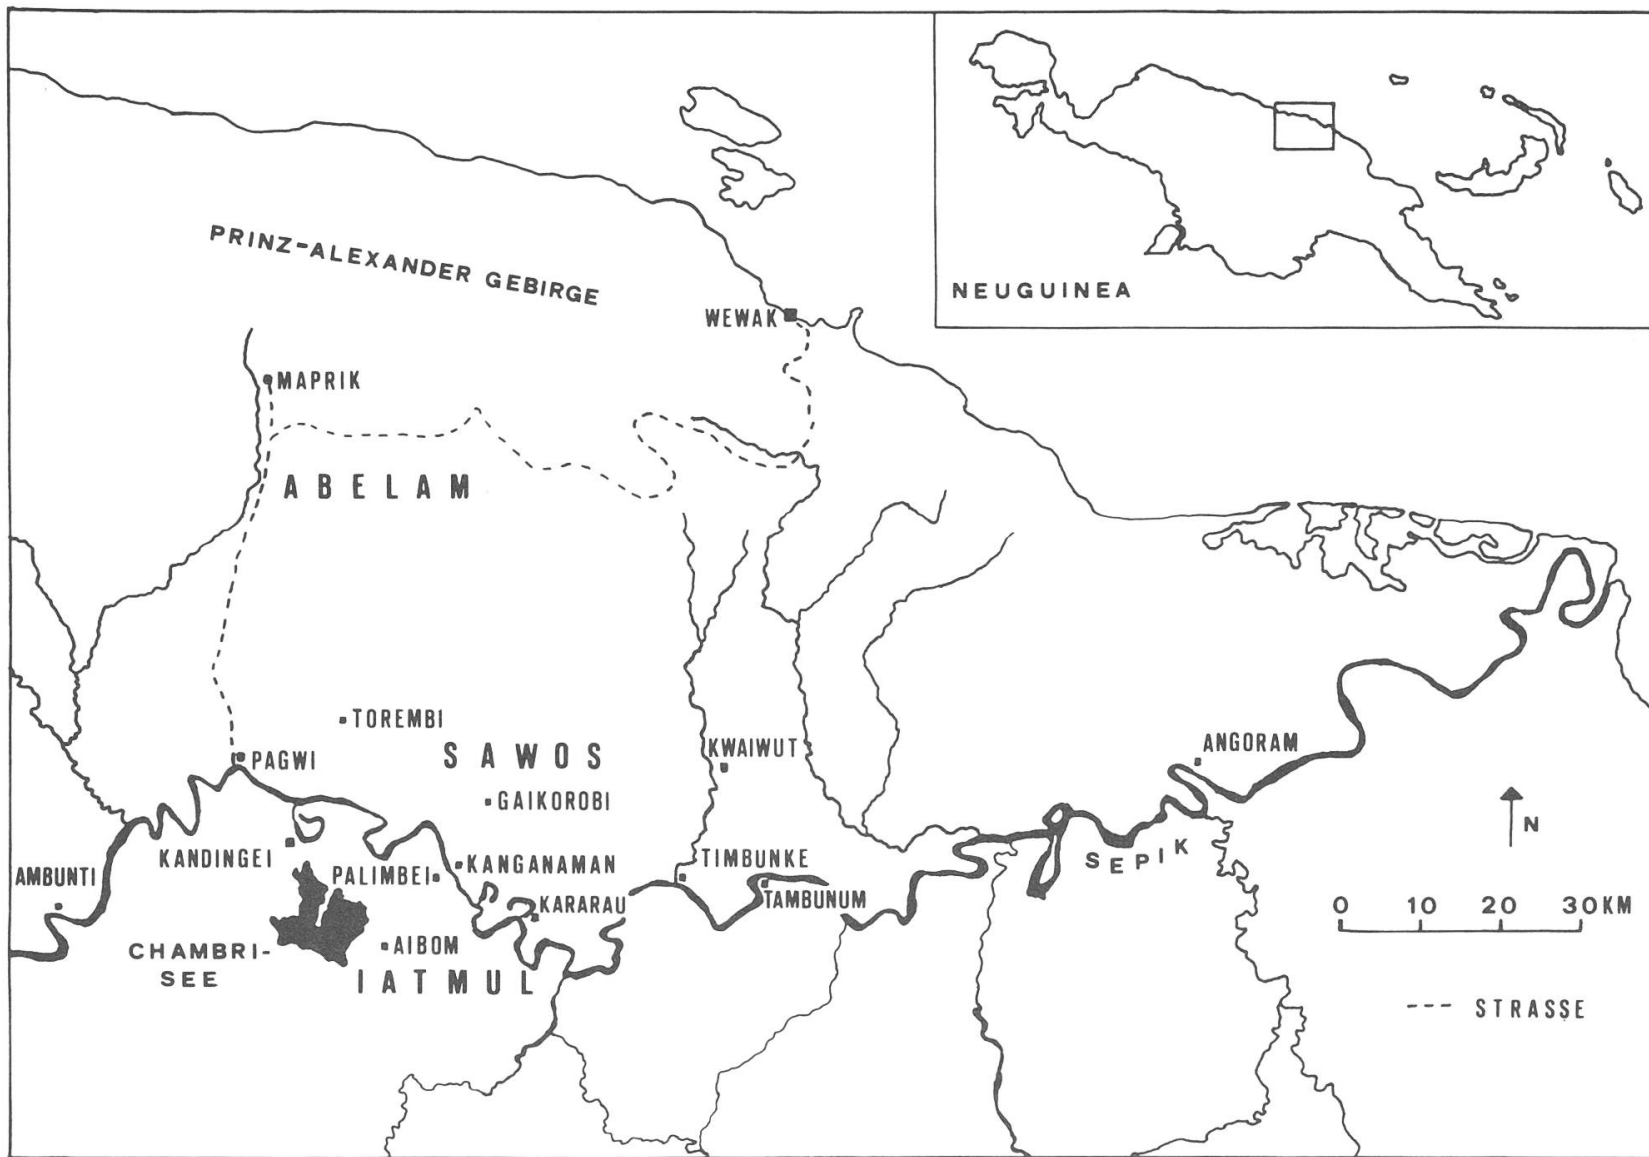 PRINZ-ALEXANDER GEBIRGE
NEUGUINEA
WEWAK
MAPRIK
ABELAM
TOREMBI
SAWOS
PAGWI
KWAIWUT
ANGORAM
GAIKOROBI
N
KANDINGEI
SEPIK
AMBUNTI
PALIMBEI
KANGANAMAN
TIMBUNKE
TAMBUNUM
KARARAU
0 10 20 30KM
CHAMBRI-
SEE
AIBOM
IATMUL
--- STRASSE